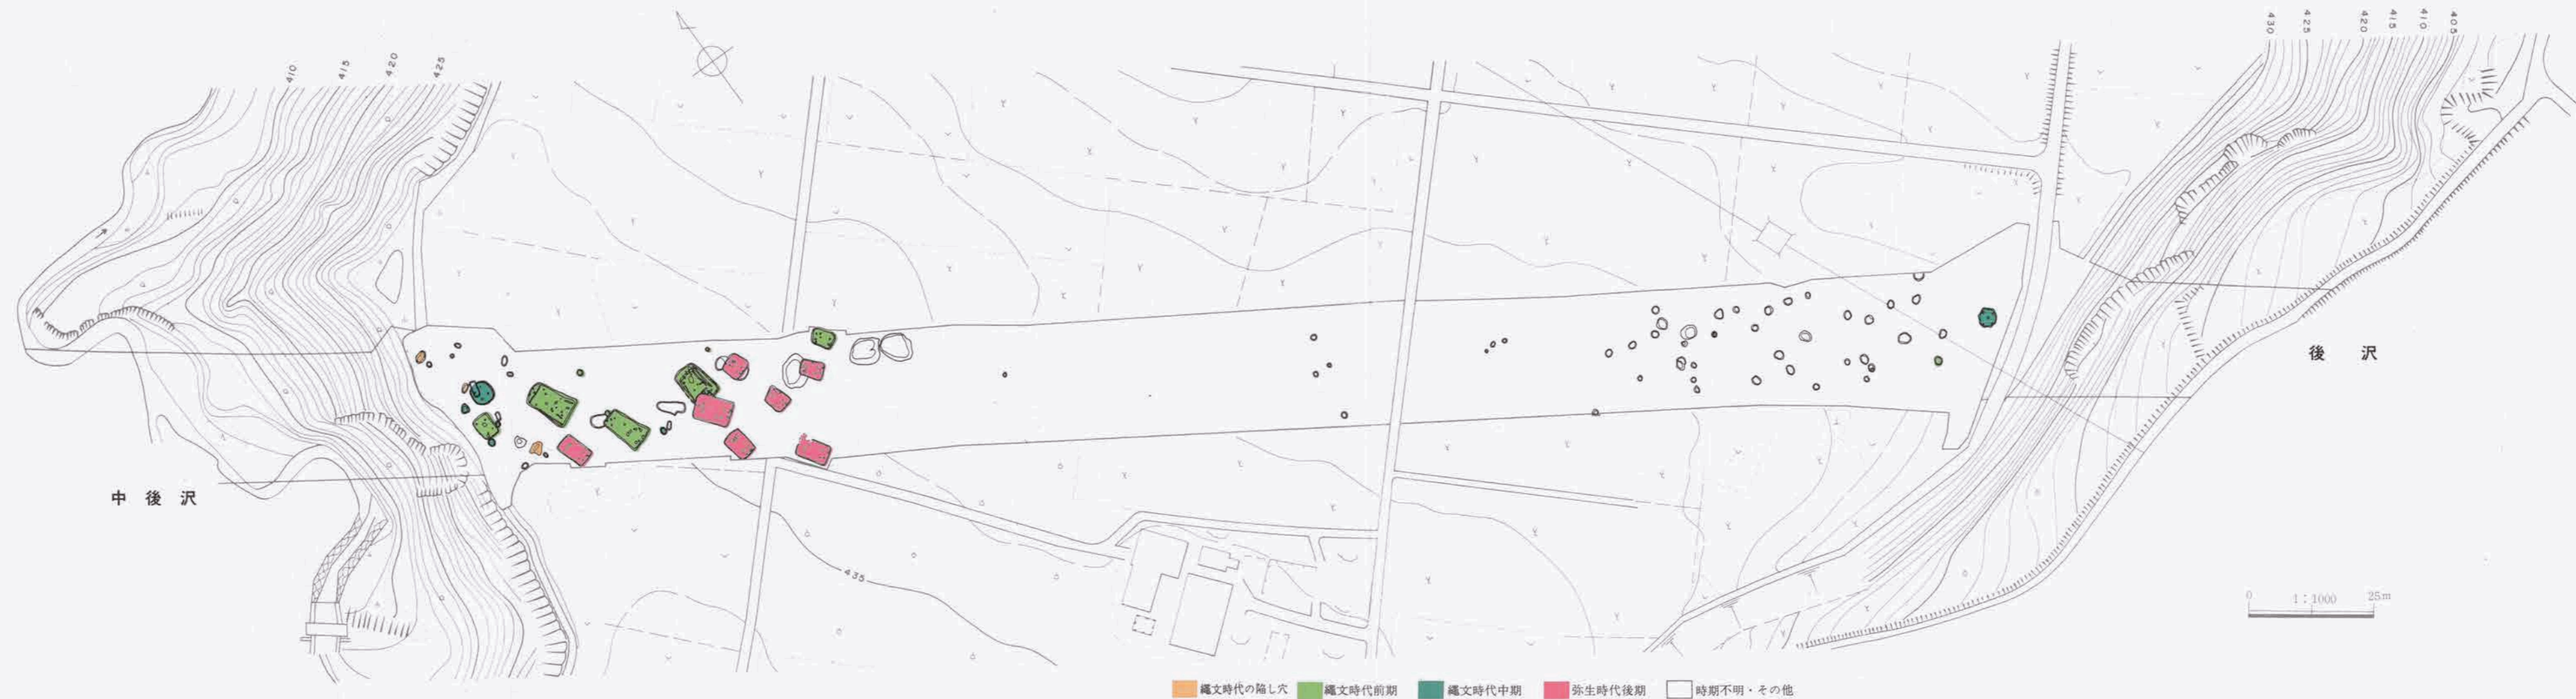 410
415
420
425
430
425
420
415
410
405
中後沢
後沢
435
0 1:1000 25m
縄文時代の陥し穴
縄文時代前期
縄文時代中期
弥生時代後期
時期不明・その他